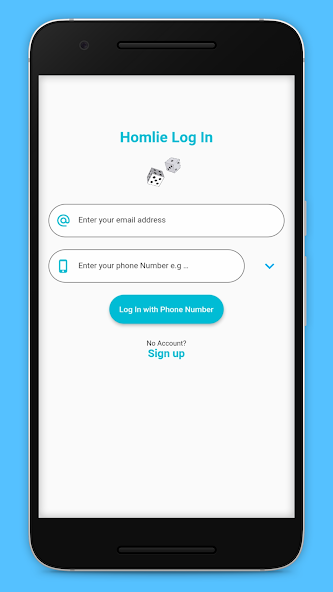 Homlie Log In
Enter your email address
Enter your phone Number e.g ...
Log In with Phone Number
No Account?
Sign up